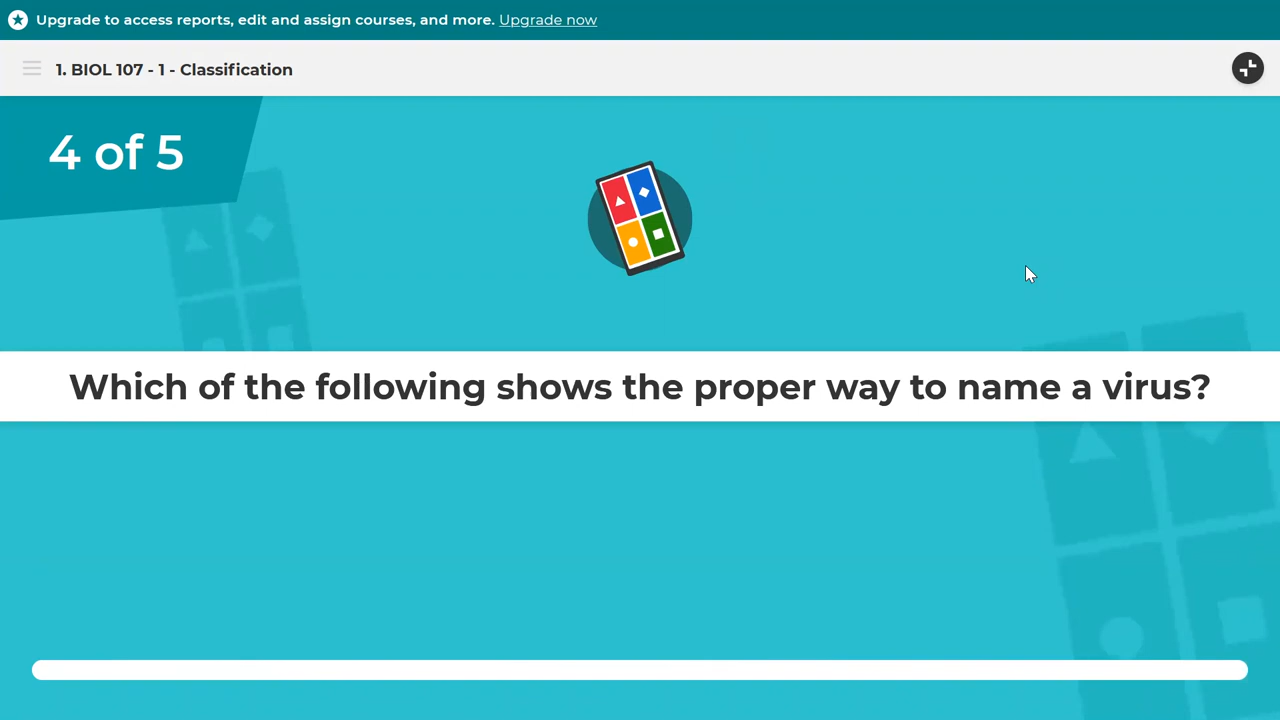 Upgrade to access reports, edit and assign courses, and more. Upgrade now
1. BIOL 107 - 1 - Classification
4 of 5
Which of the following shows the proper way to name a virus?